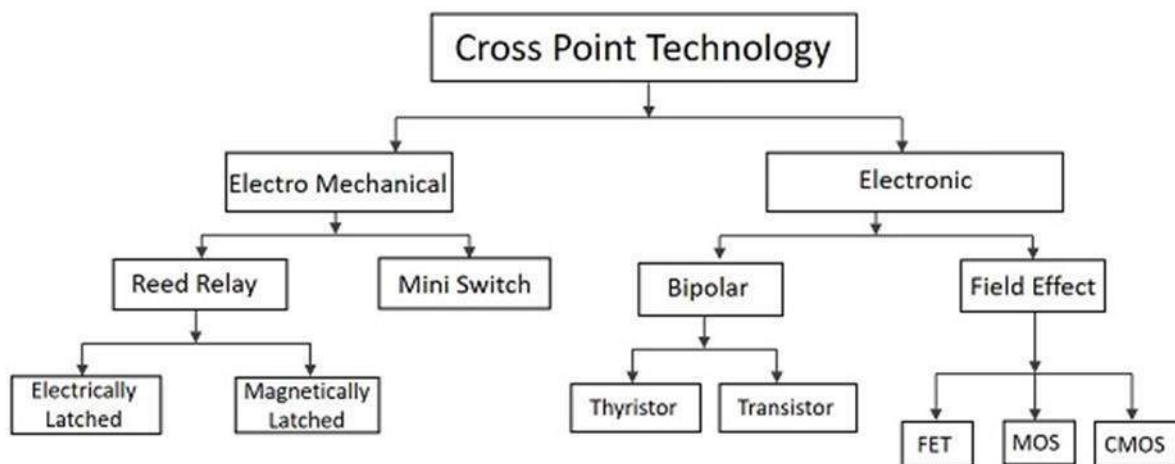 Cross Point Technology
Electro Mechanical
Electronic
Reed Relay
Mini Switch
Bipolar
Field Effect
Electrically
Latched
Magnetically
Latched
Thyristor
Transistor
FET
MOS
CMOS